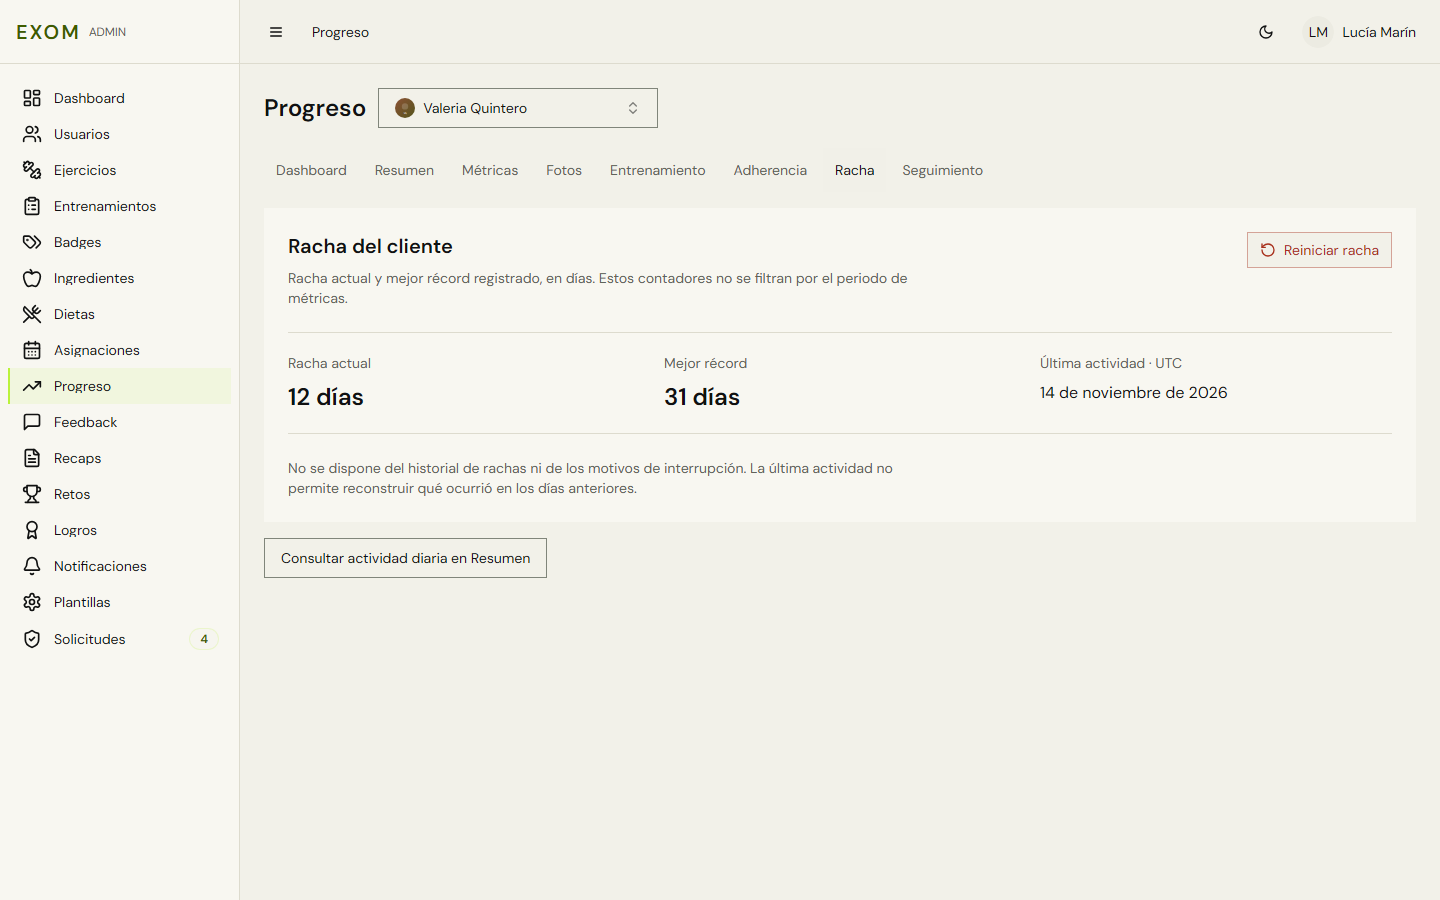 EXOM ADMIN
Dashboard
Usuarios
Ejercicios
Entrenamientos
Badges
Ingredientes
Dietas
Asignaciones
Progreso
Feedback
Recaps
Retos
Logros
Notificaciones
Plantillas
Solicitudes 4
Progreso
LM Lucía Marín
Progreso
Valeria Quintero
Dashboard Resumen Métricas Fotos Entrenamiento Adherencia Racha Seguimiento
Racha del cliente
Reiniciar racha
Racha actual y mejor récord registrado, en días. Estos contadores no se filtran por el periodo de
métricas.
Racha actual
12 días
Mejor récord
31 días
Última actividad · UTC
14 de noviembre de 2026
No se dispone del historial de rachas ni de los motivos de interrupción. La última actividad no
permite reconstruir qué ocurrió en los días anteriores.
Consultar actividad diaria en Resumen